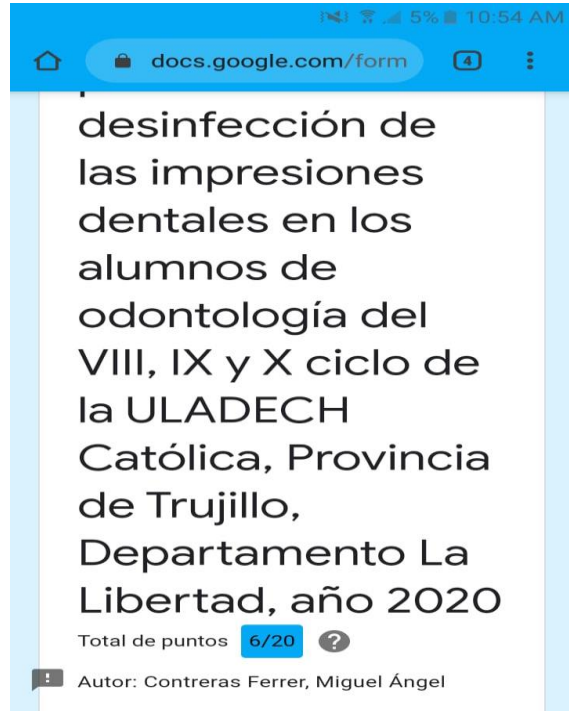 5% 10:54 AM
docs.google.com/form 4
desinfección de
las impresiones
dentales en los
alumnos de
odontología del
VIII, IX y X ciclo de
la ULADECH
Católica, Provincia
de Trujillo,
Departamento La
Libertad, año 2020
Total de puntos 6/20 ?
! Autor: Contreras Ferrer, Miguel Ángel